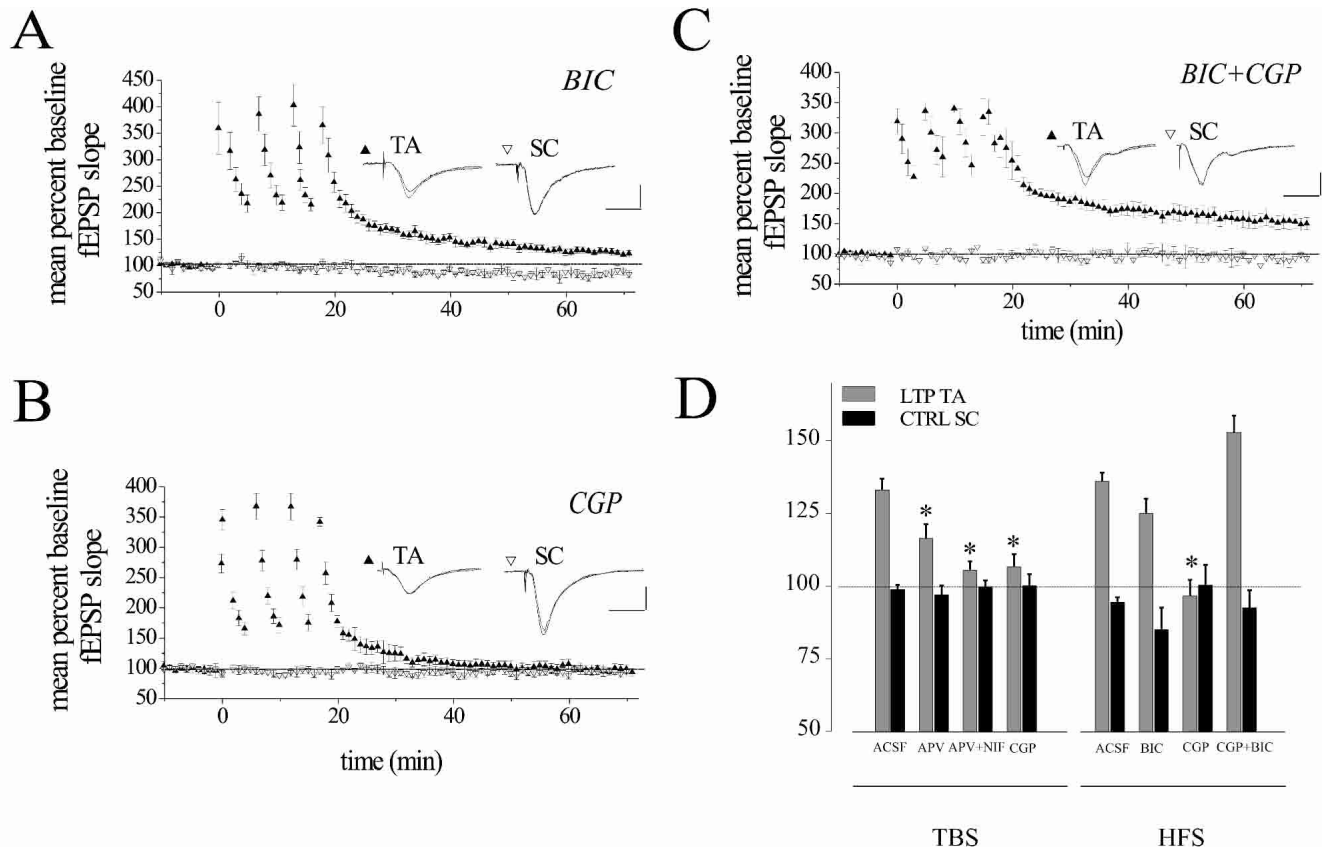 A
BIC
mean percent baseline
fEPSP slope
450
400
350
300
250
200
150
100
50
TA
SC
0
20
40
60
B
CGP
mean percent baseline
fEPSP slope
400
350
300
250
200
150
100
50
TA
SC
0
20
40
60
time (min)
C
BIC+CGP
mean percent baseline
fEPSP slope
400
350
300
250
200
150
100
50
TA
SC
0
20
40
60
time (min)
D
LTP TA
CTRL SC
150
125
100
75
50
*
*
*
*
ACSF APV APV+NIF CGP ACSF BIC CGP CGP+BIC
TBS HFS